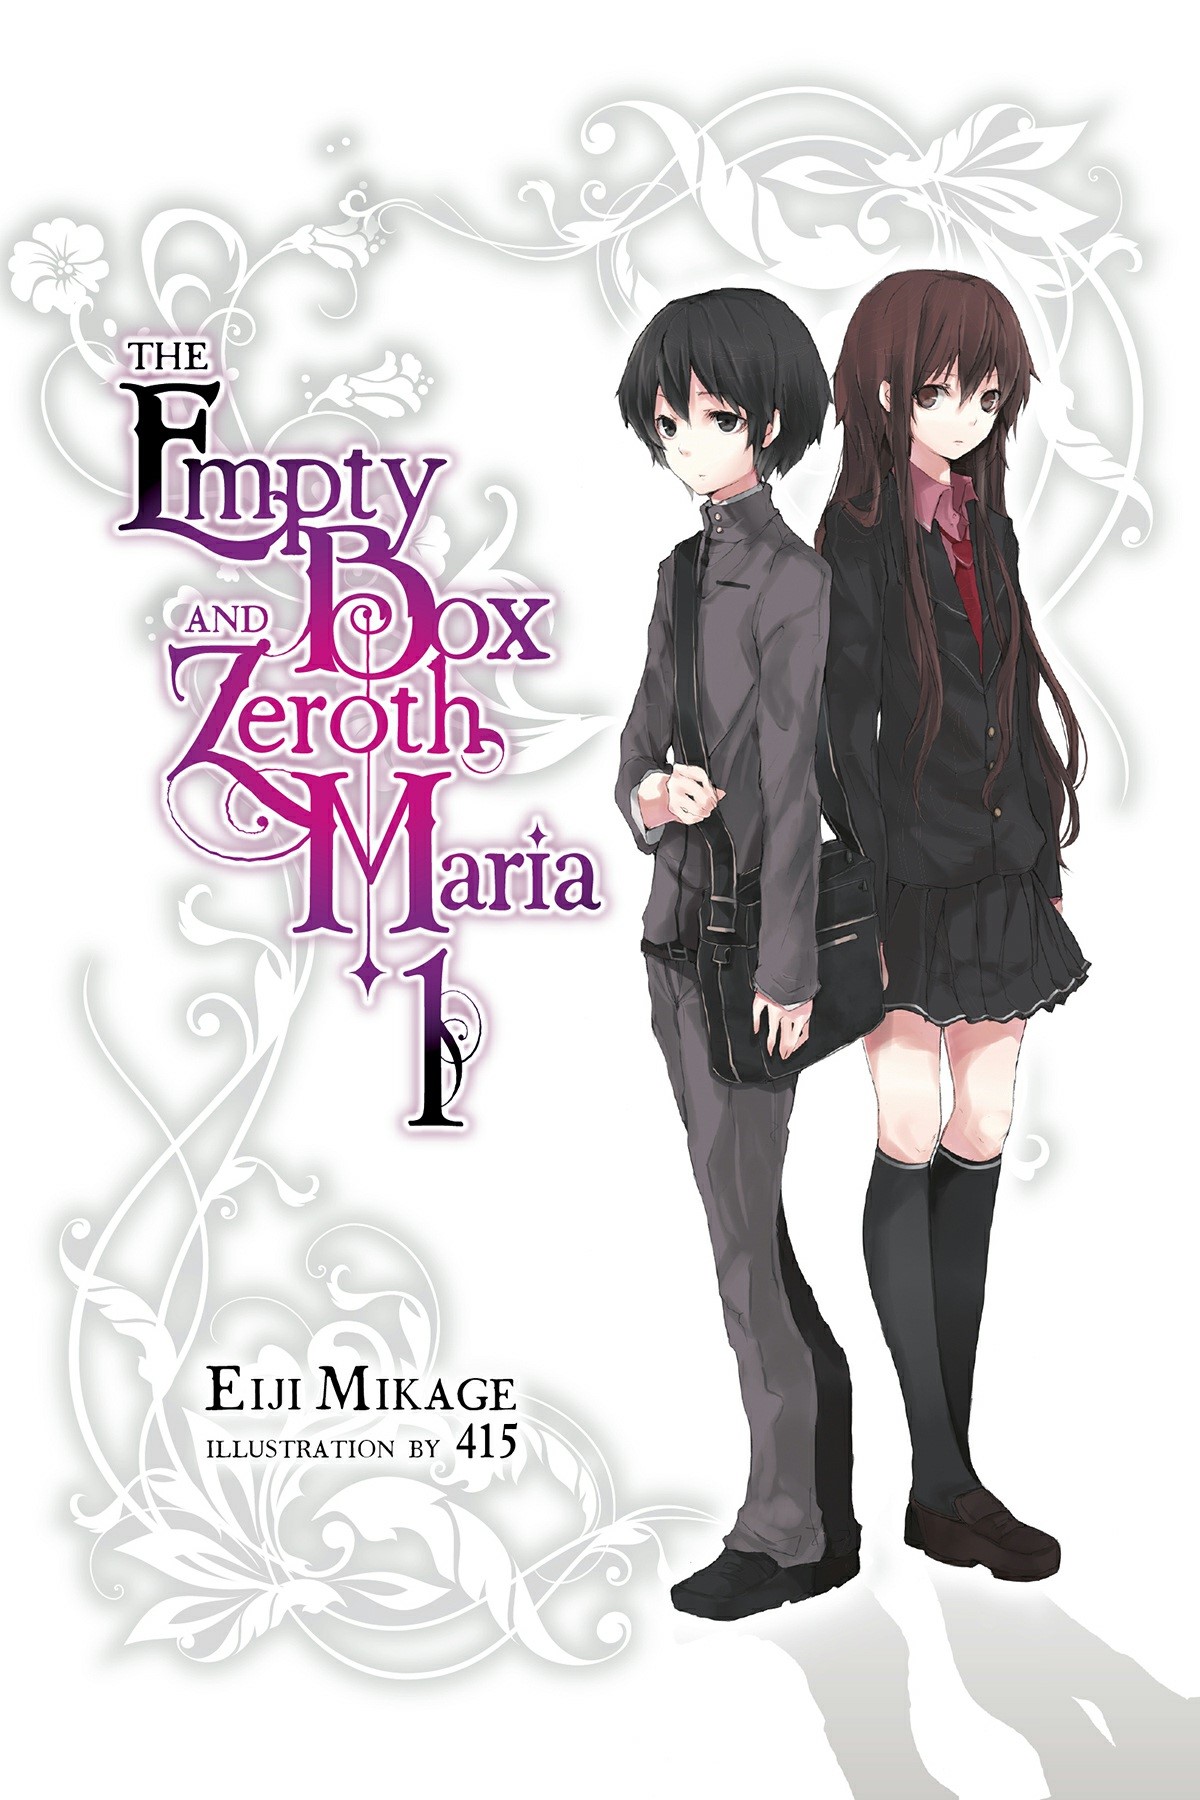 THE
Empty
Box
AND
Zeroth
Maria
1
EIJI MIKAGE
ILLUSTRATION BY 415